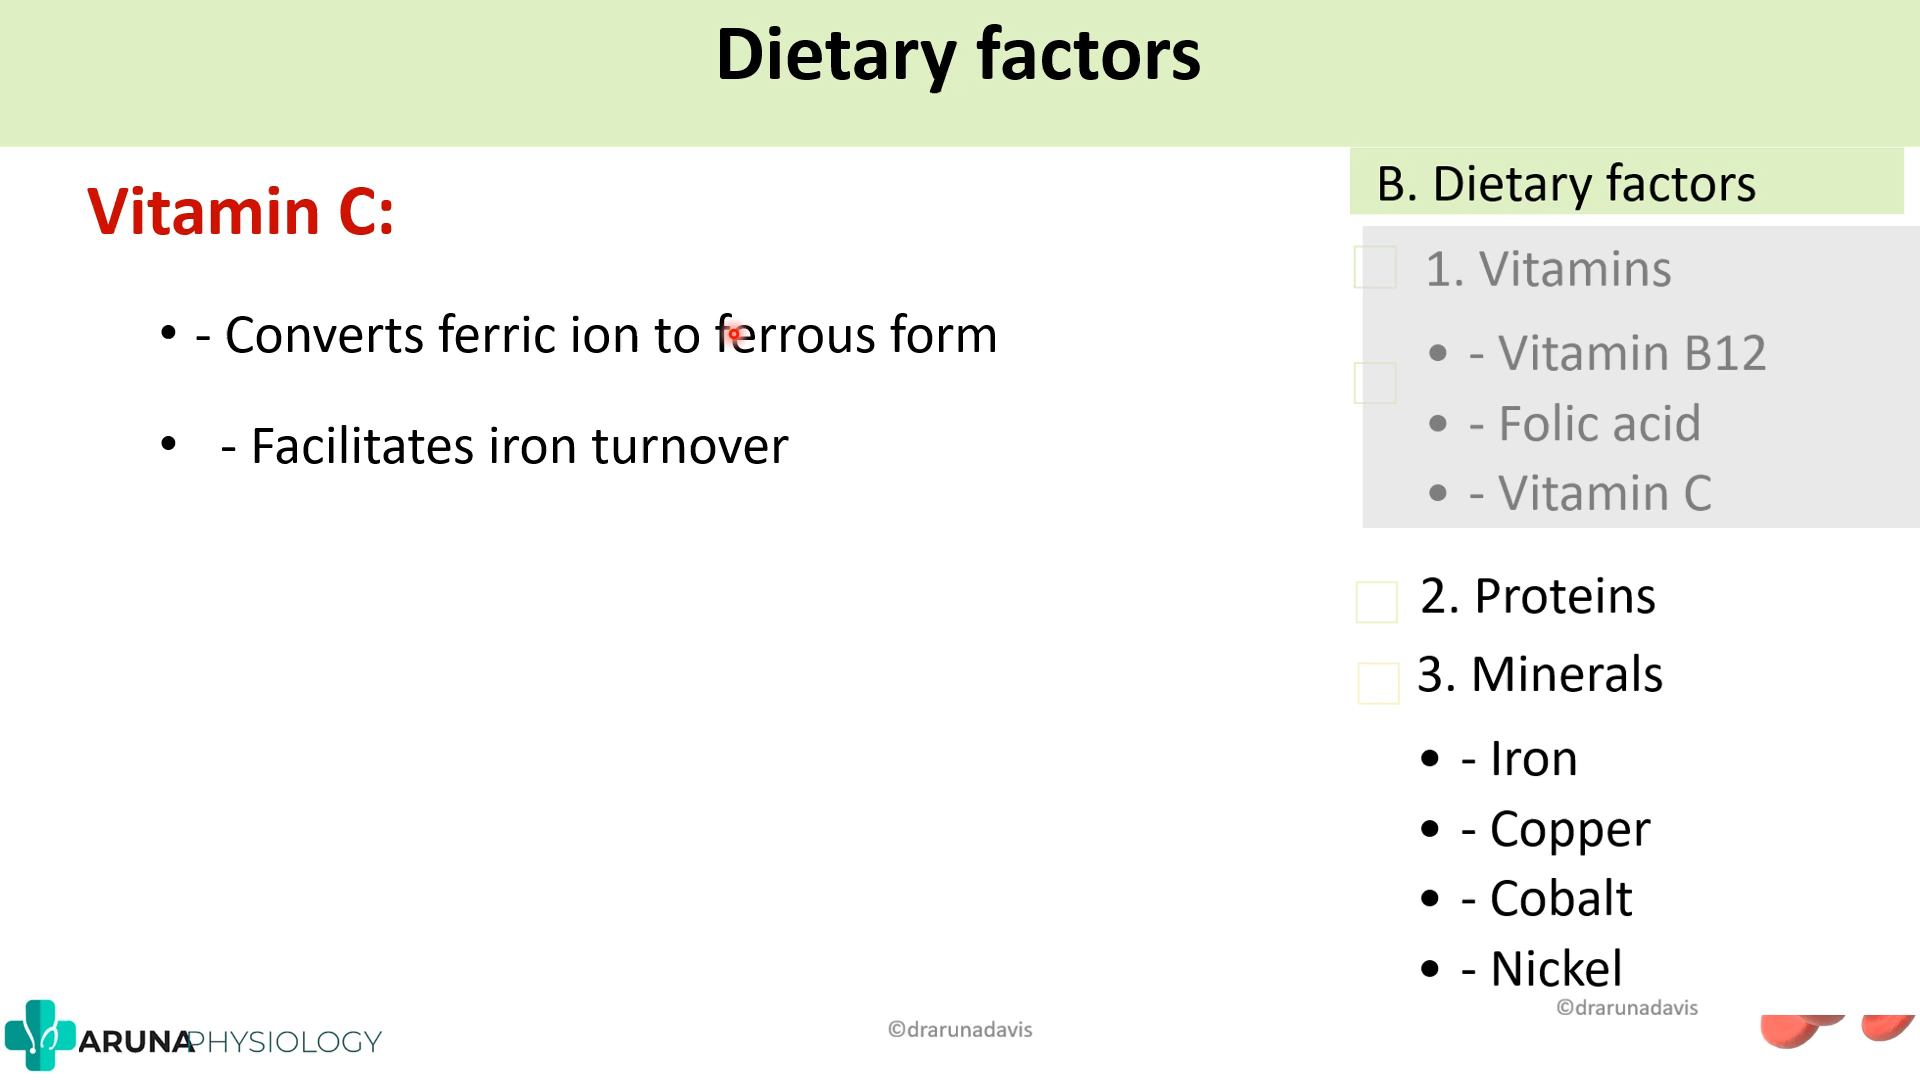 Dietary factors
Vitamin C:
• - Converts ferric ion to ferrous form
• - Facilitates iron turnover
B. Dietary factors
1. Vitamins
• - Vitamin B12
• - Folic acid
• - Vitamin C
2. Proteins
3. Minerals
• - Iron
• - Copper
• - Cobalt
• - Nickel
©drarunadavis
©drarunadavis
ARUNAPHYSIOLOGY